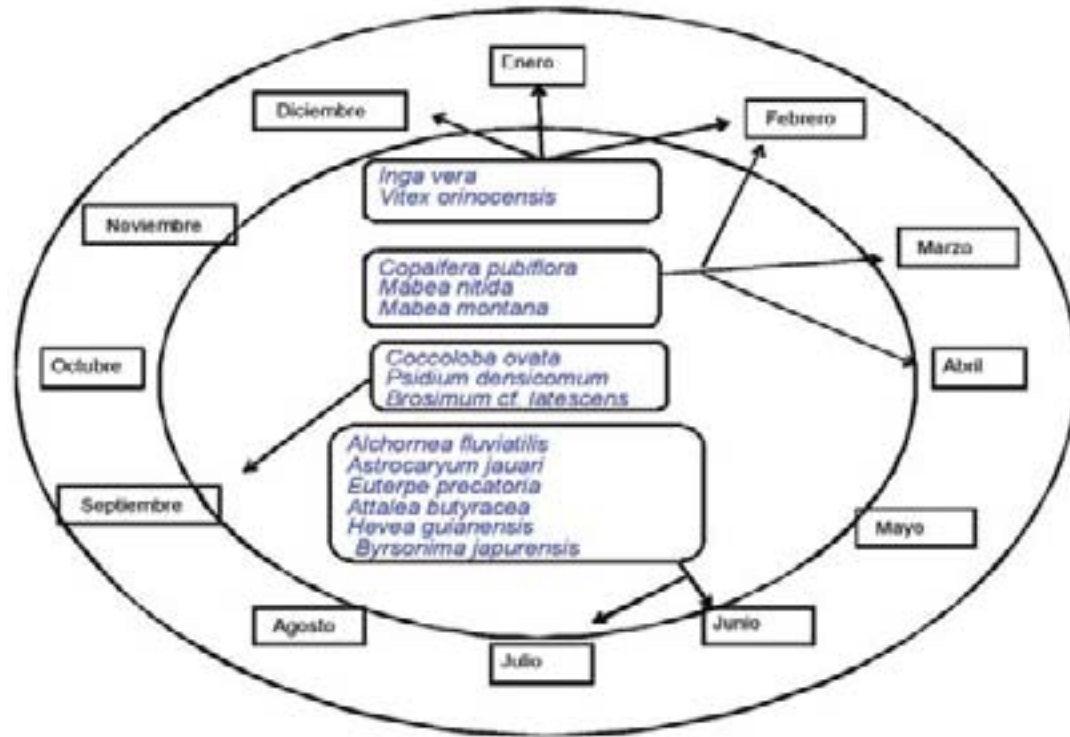 Enero
Diciembre
Febrero
Inga vera
Vitex orinocensis
Noviembre
Marzo
Copaifera pubiflora
Mabea nitida
Mabea montana
Octubre
Abril
Coccoloba ovata
Psidium densicomum
Brosimum cf. latescens
Alchornea fluviatilis
Astrocaryum jauari
Euterpe precatoria
Attalea butyracea
Hevea guianensis
Byrsonima japurensis
Septiembre
Mayo
Agosto
Junio
Julio